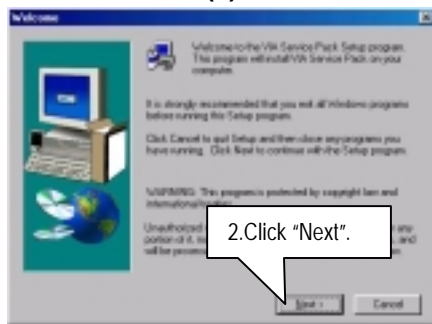 Welcome
Welcome to the VIA Service Pack Setup program.
This program will install VIA Service Pack on your
computer.
It is strongly recommended that you exit all Windows programs
before running this Setup program.
Click Cancel to quit Setup and then close any programs you
have running. Click Next to continue with the Setup program.
WARNING: This program is protected by copyright law and
international treaties.
Unauthorized
any
portion of it, and
will be
2.Click “Next”.
Next >
Cancel